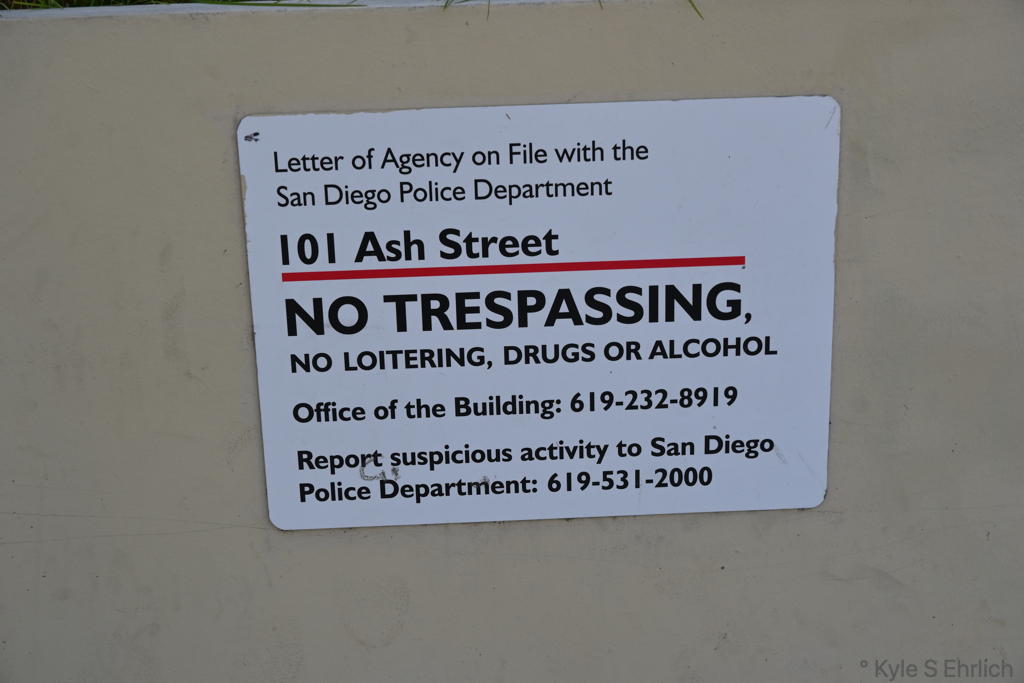 Letter of Agency on File with the
San Diego Police Department
101 Ash Street
NO TRESPASSING,
NO LOITERING, DRUGS OR ALCOHOL
Office of the Building: 619-232-8919
Report suspicious activity to San Diego
Police Department: 619-531-2000
° Kyle S Ehrlich